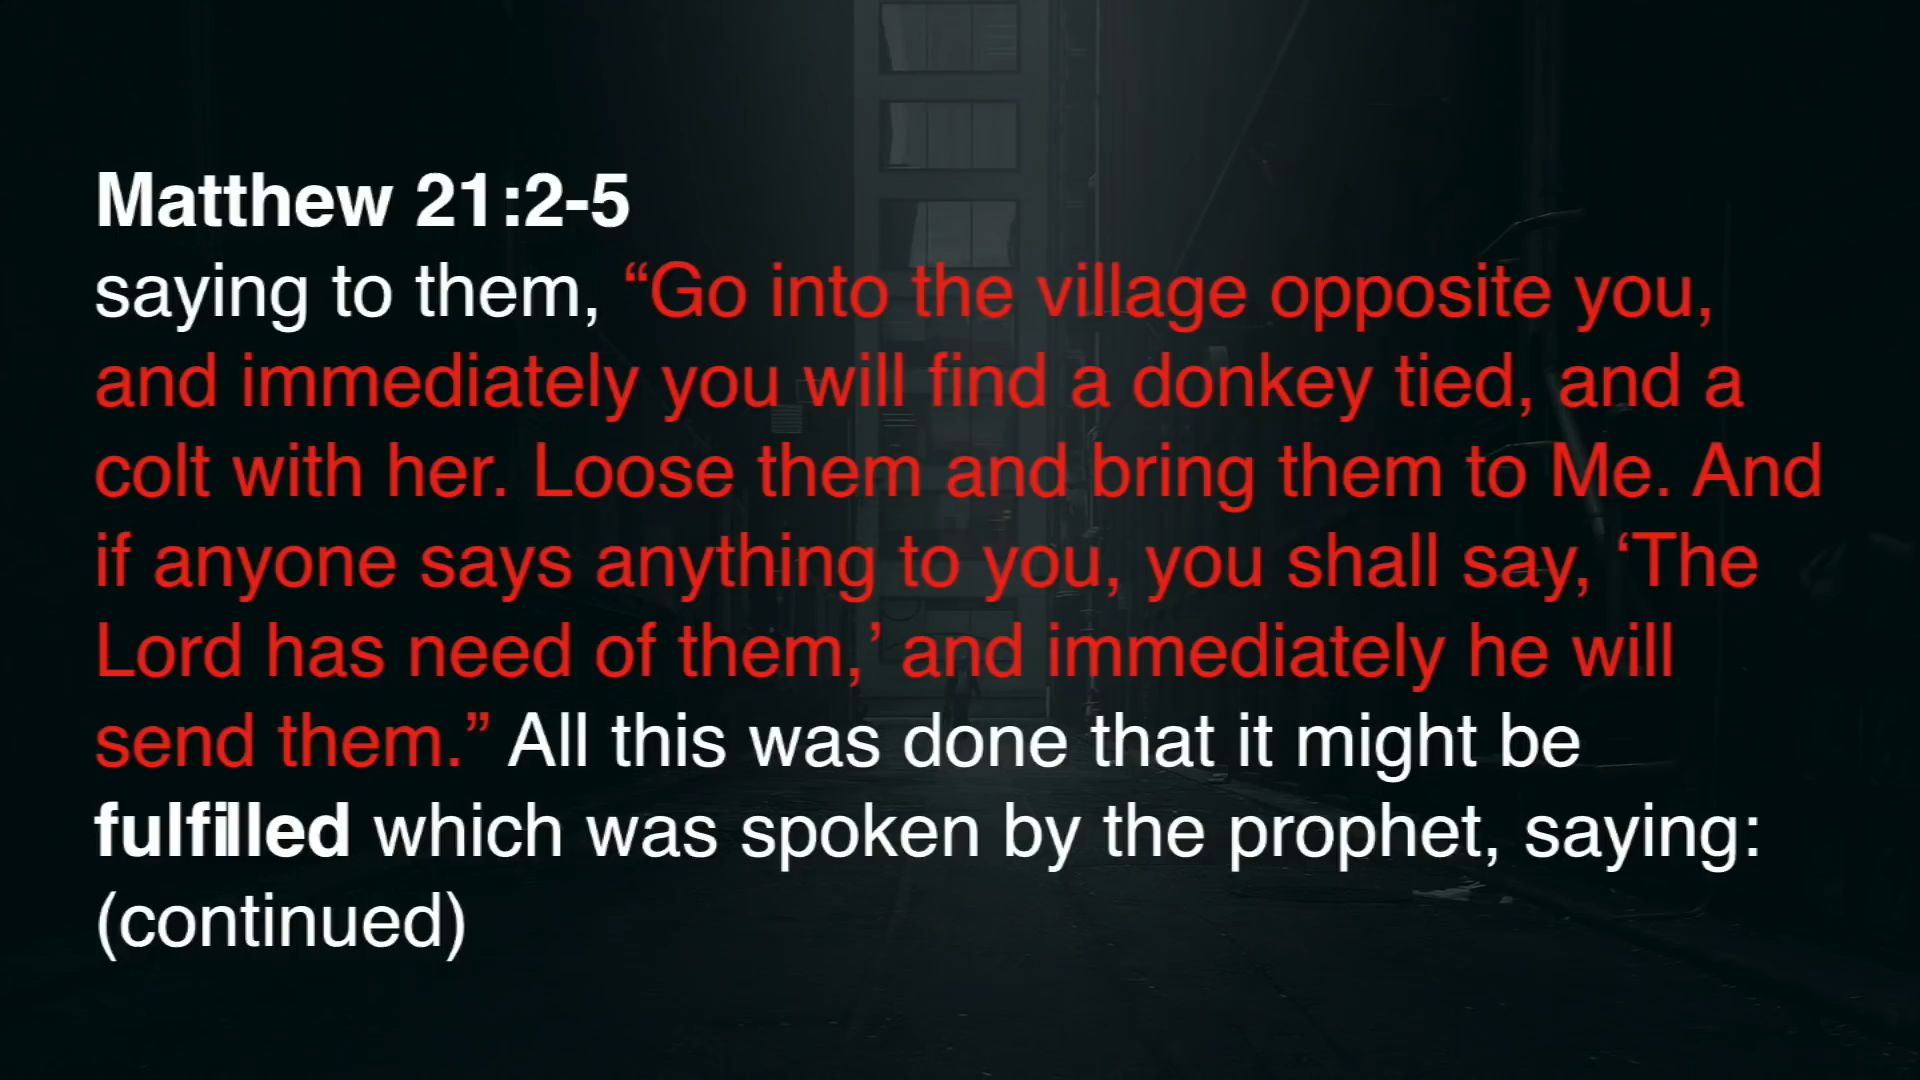 Matthew 21:2-5
saying to them, “Go into the village opposite you,
and immediately you will find a donkey tied, and a
colt with her. Loose them and bring them to Me. And
if anyone says anything to you, you shall say, ‘The
Lord has need of them,’ and immediately he will
send them.” All this was done that it might be
fulfilled which was spoken by the prophet, saying:
(continued)